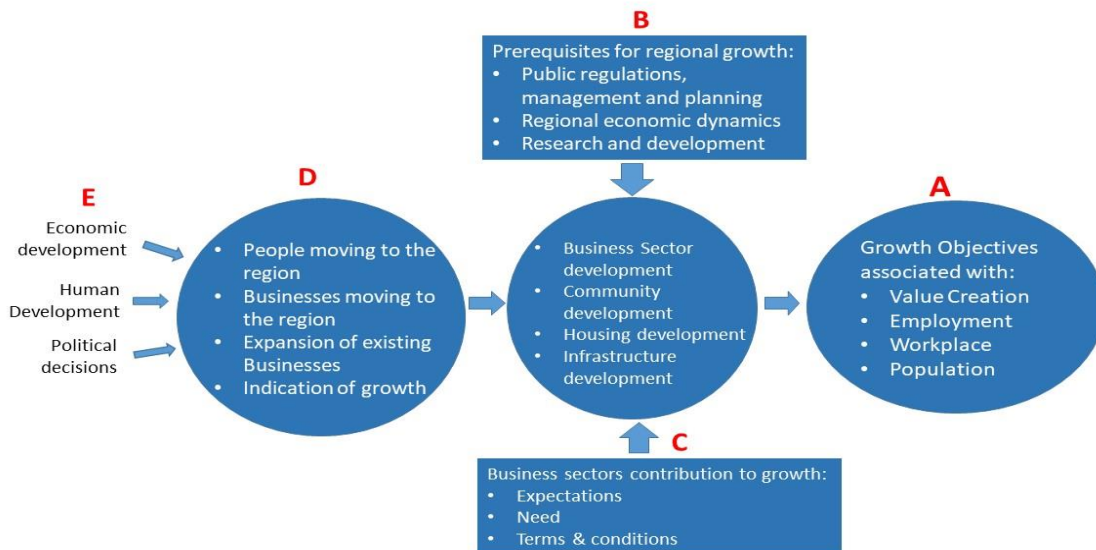 B
Prerequisites for regional growth:
• Public regulations,
management and planning
• Regional economic dynamics
• Research and development
E
Economic
development
Human
Development
Political
decisions
D
• People moving to the
region
• Businesses moving to
the region
• Expansion of existing
Businesses
• Indication of growth
• Business Sector
development
• Community
development
• Housing development
• Infrastructure
development
A
Growth Objectives
associated with:
• Value Creation
• Employment
• Workplace
• Population
C
Business sectors contribution to growth:
• Expectations
• Need
• Terms & conditions